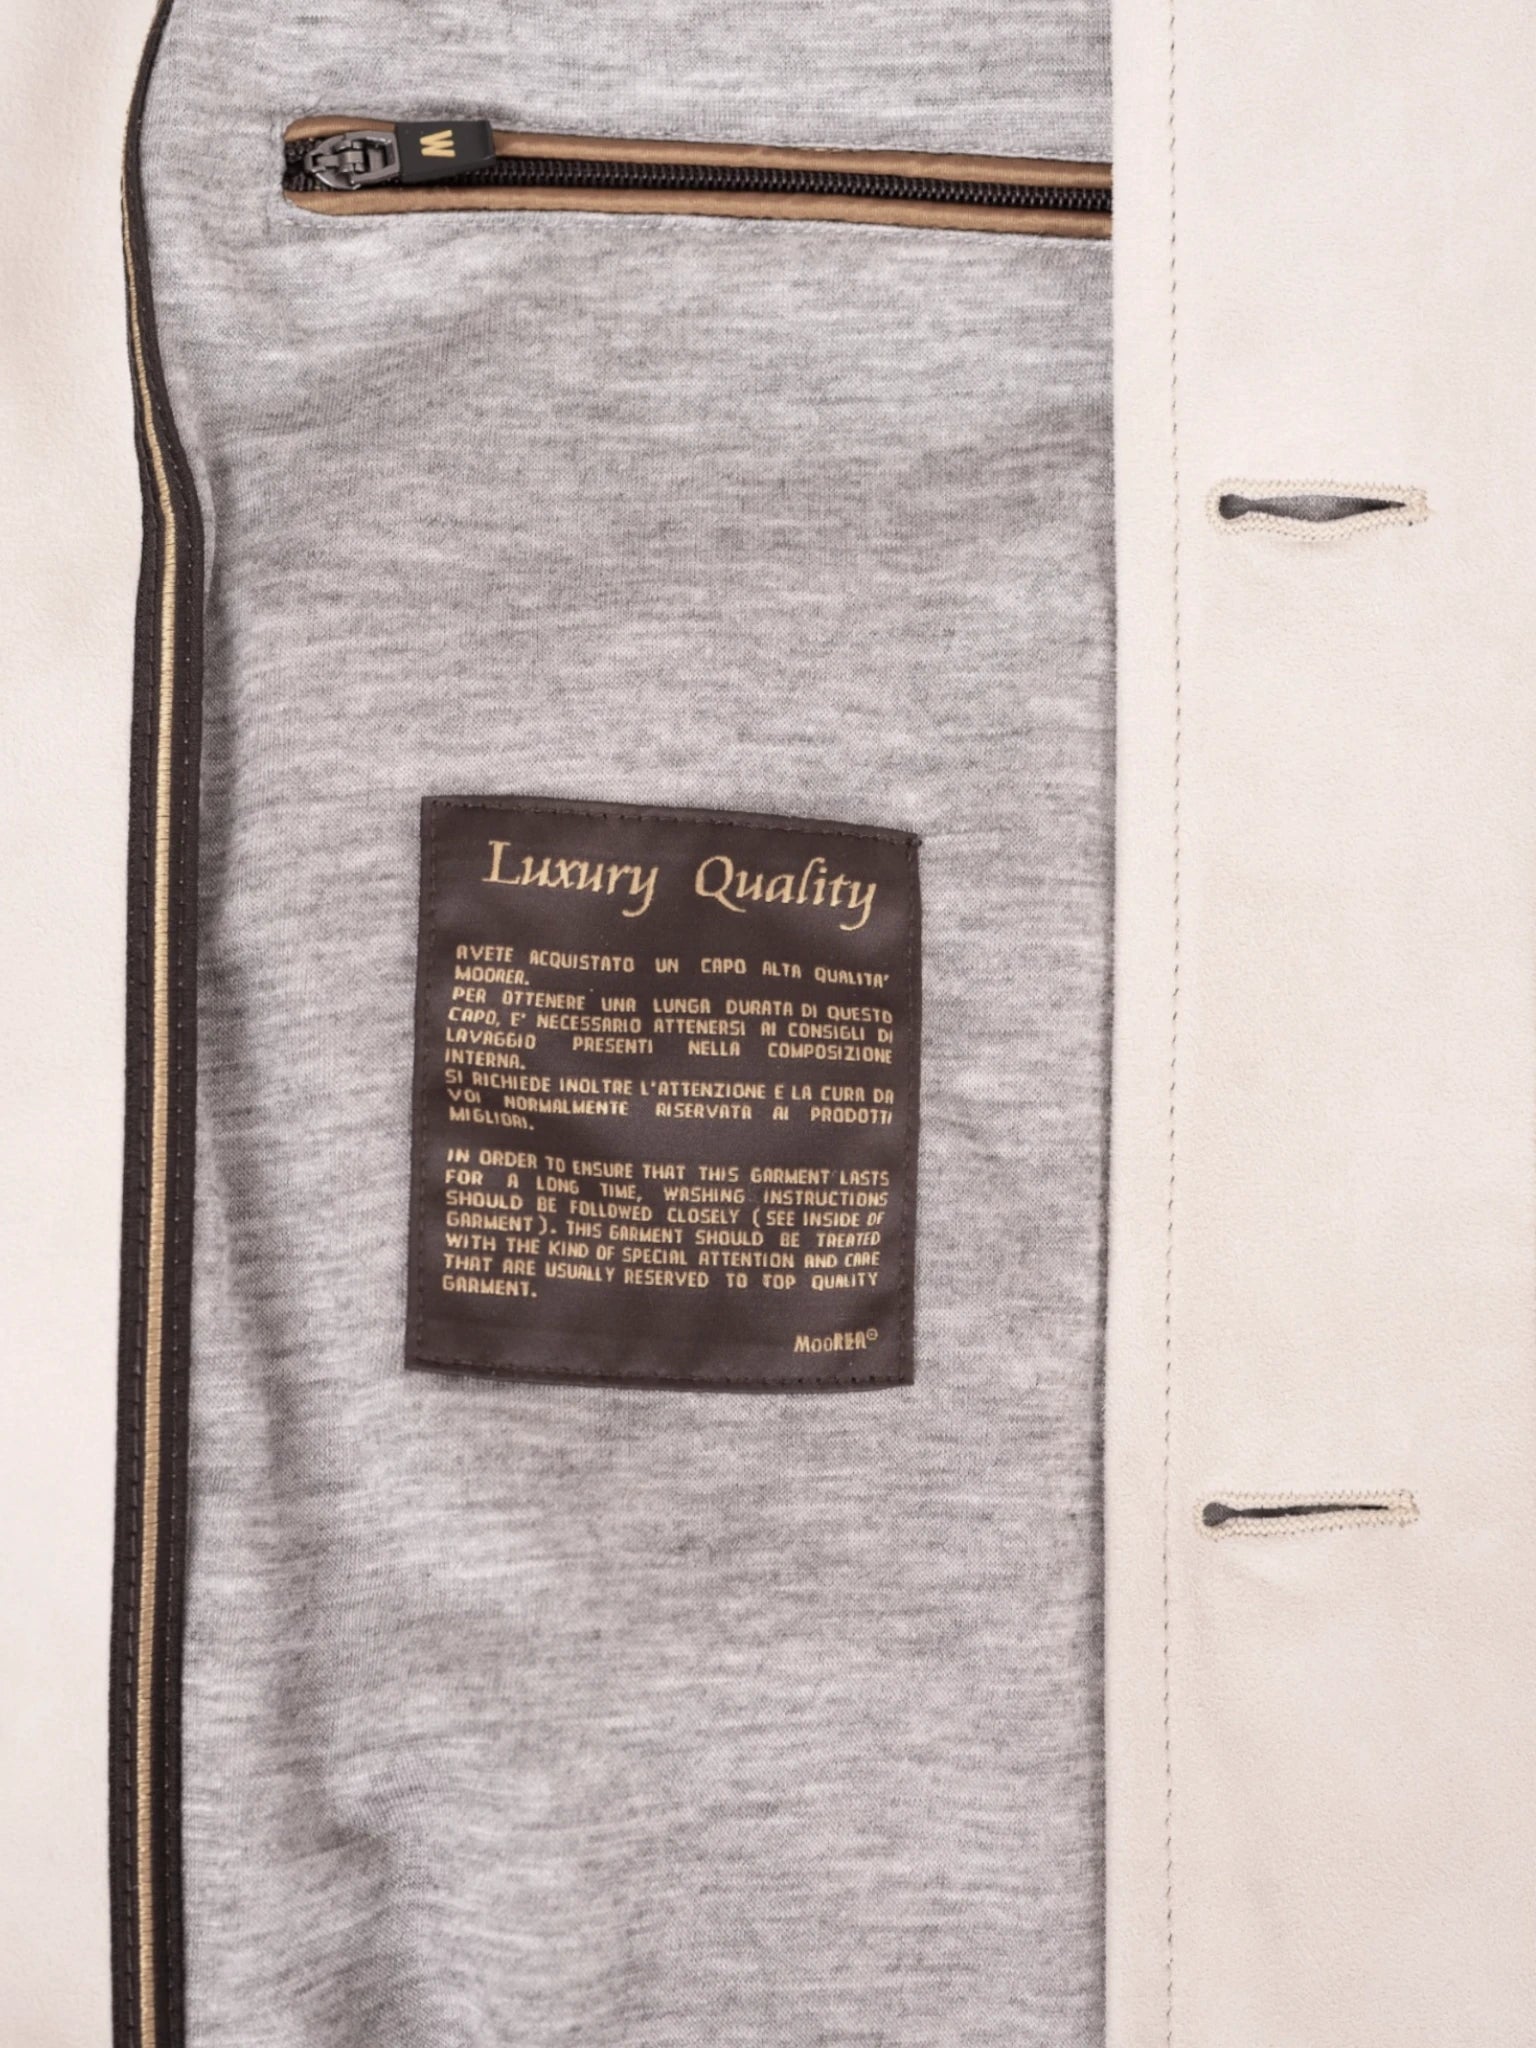 W
Luxury Quality
AVETE ACQUISTATO UN CAPO ALTA QUALITA'
MOORER.
PER OTTENERE UNA LUNGA DURATA DI QUESTO
CAPO, E' NECESSARIO ATTENERSI AI CONSIGLI DI
LAVAGGIO PRESENTI NELLA COMPOSIZIONE
INTERNA.
SI RICHIEDE INOLTRE L'ATTENZIONE E LA CURA DA
VOI NORMALMENTE RISERVATA AI PRODOTTI
MIGLIORI.
IN ORDER TO ENSURE THAT THIS GARMENT LASTS
FOR A LONG TIME, WASHING INSTRUCTIONS
SHOULD BE FOLLOWED CLOSELY ( SEE INSIDE OF
GARMENT ). THIS GARMENT SHOULD BE TREATED
WITH THE KIND OF SPECIAL ATTENTION AND CARE
THAT ARE USUALLY RESERVED TO TOP QUALITY
GARMENT.
MOORER®